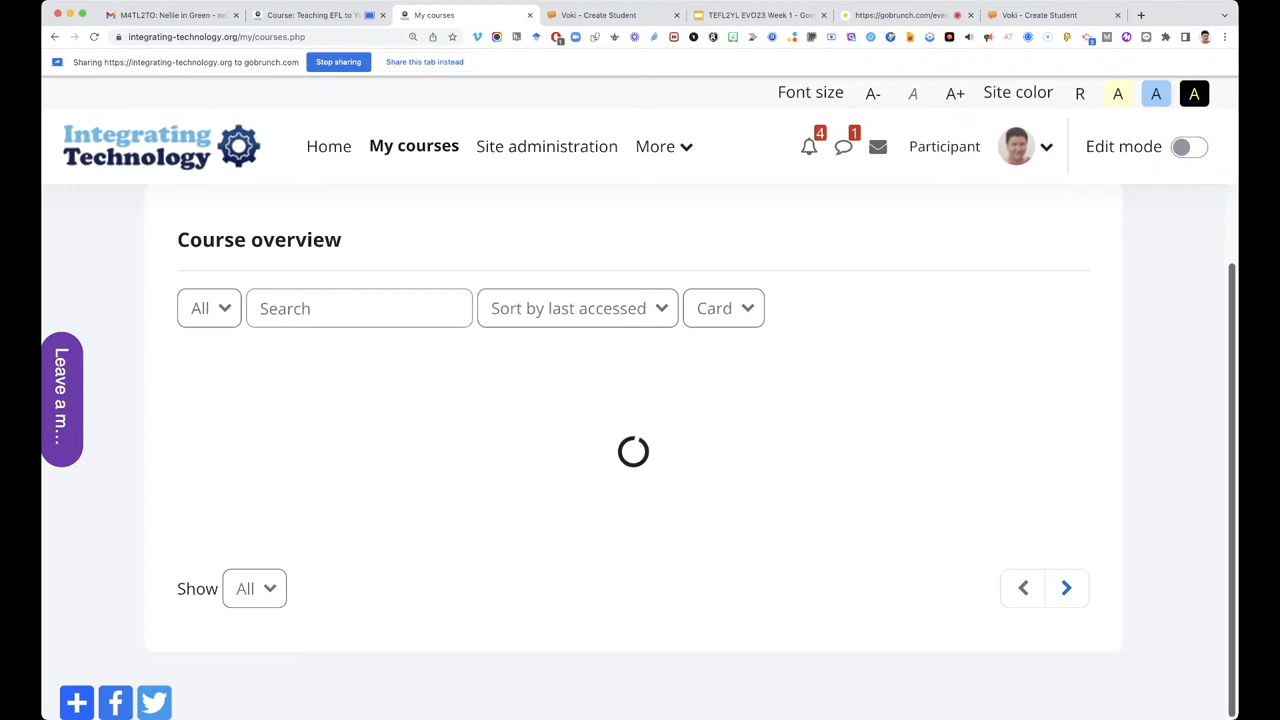 M4TL2TO: Nellie in Green - ne
Course: Teaching EFL to Y
My courses
Voki - Create Student
TEFL2YL EVO23 Week 1 - Goo
https://gobrunch.com/even
Voki - Create Student
integrating-technology.org/my/courses.php
Sharing https://integrating-technology.org to gobrunch.com
Stop sharing
Share this tab instead
Font size A- A A+ Site color R A A A
Integrating
Technology
Home My courses Site administration More
4 1
Participant
Edit mode
Course overview
All Search Sort by last accessed Card
Leave a m...
Show All